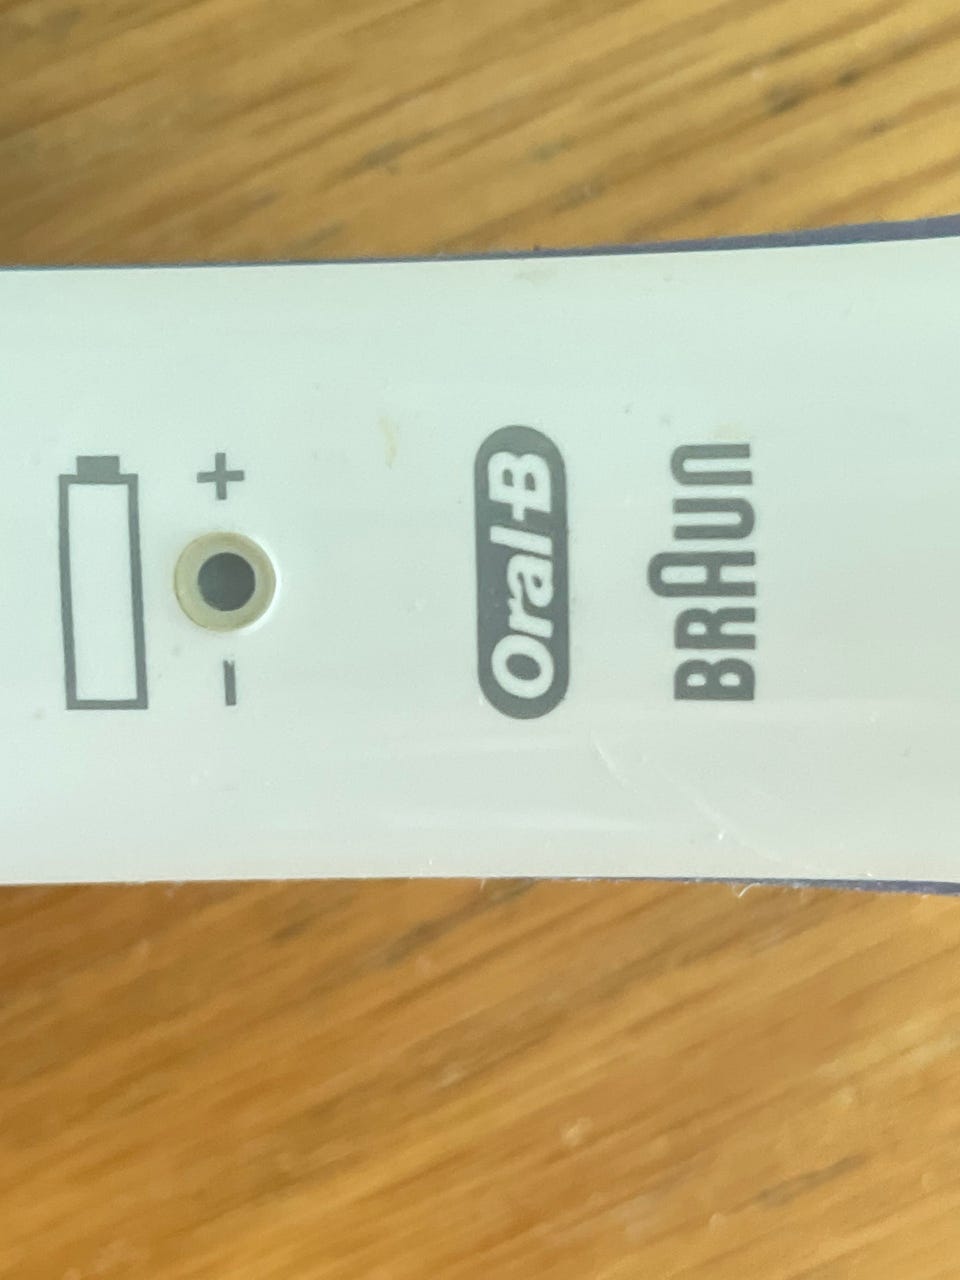 +
-
Oral-B
BRAUN